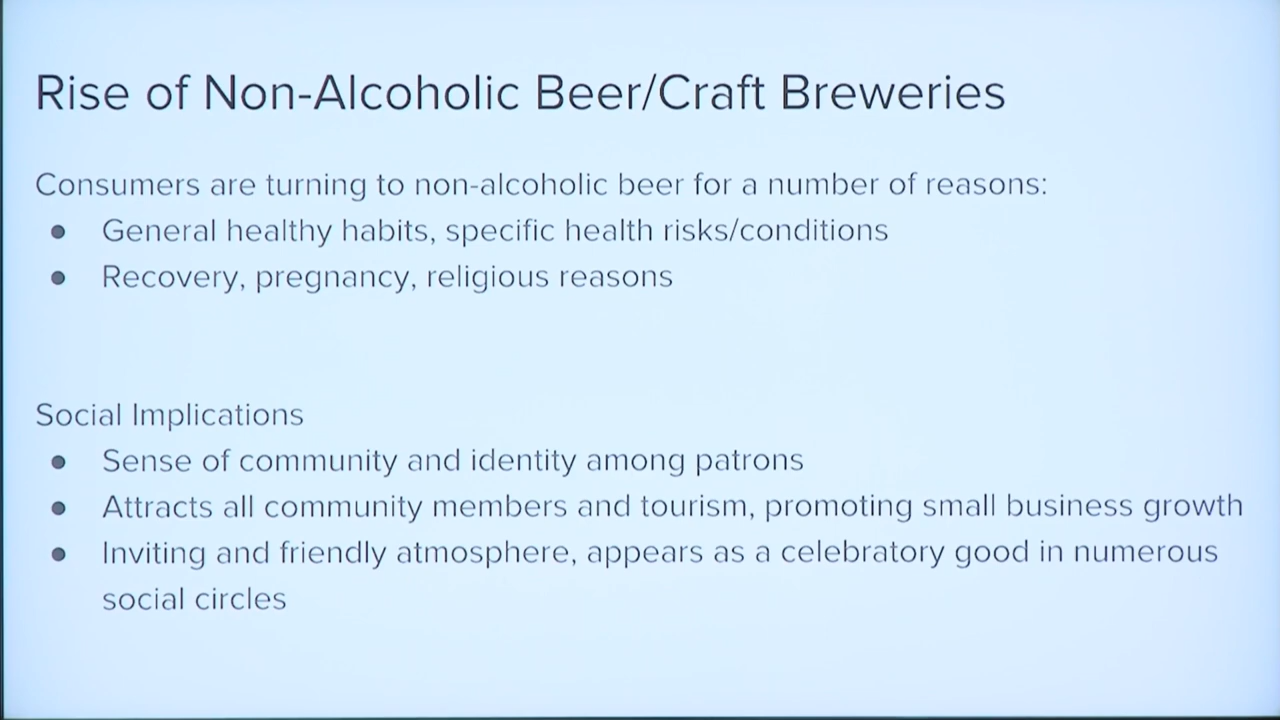 Rise of Non-Alcoholic Beer/Craft Breweries
Consumers are turning to non-alcoholic beer for a number of reasons:
● General healthy habits, specific health risks/conditions
● Recovery, pregnancy, religious reasons
Social Implications
● Sense of community and identity among patrons
● Attracts all community members and tourism, promoting small business growth
● Inviting and friendly atmosphere, appears as a celebratory good in numerous
social circles